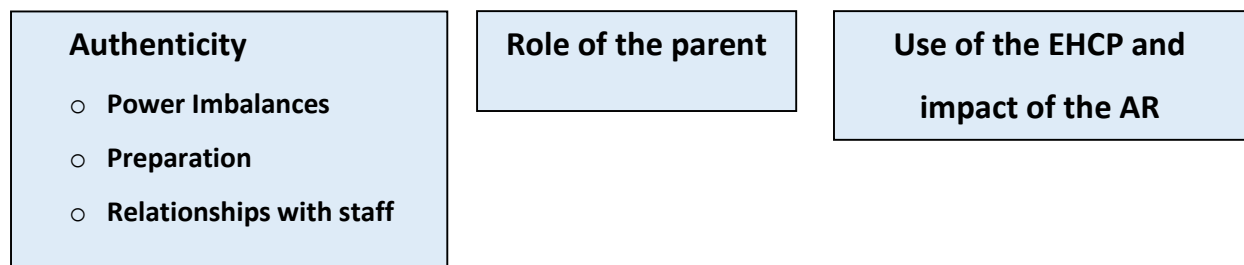 Authenticity
o Power Imbalances
o Preparation
o Relationships with staff
Role of the parent
Use of the EHCP and
impact of the AR